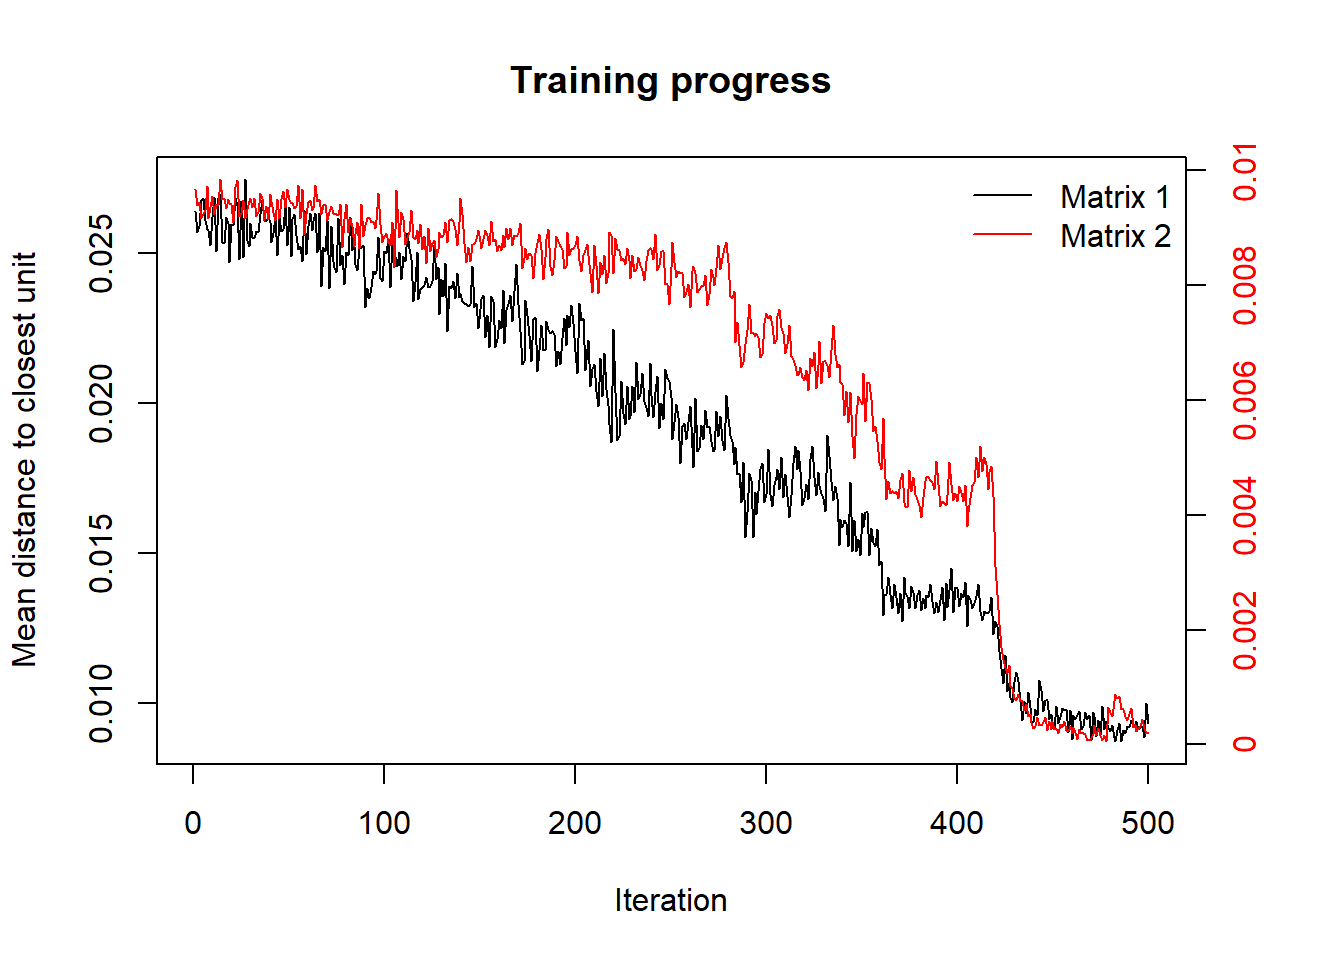 Training progress
Matrix 1
Matrix 2
Mean distance to closest unit
0.025
0.020
0.015
0.010
0.01
0.008
0.006
0.004
0.002
0
0 100 200 300 400 500
Iteration